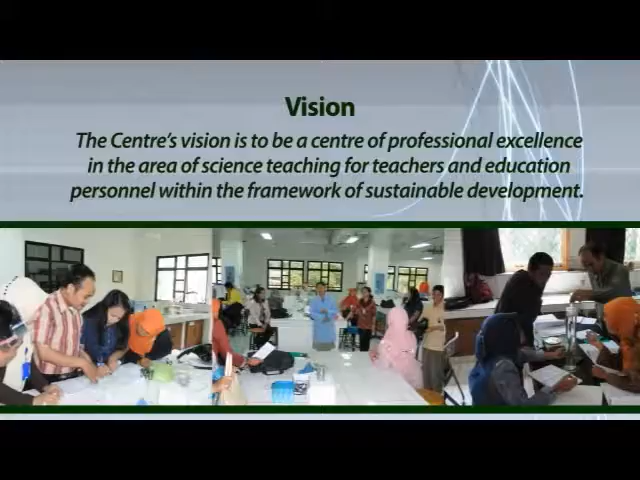 Vision
The Centre's vision is to be a centre of professional excellence
in the area of science teaching for teachers and education
personnel within the framework of sustainable development.